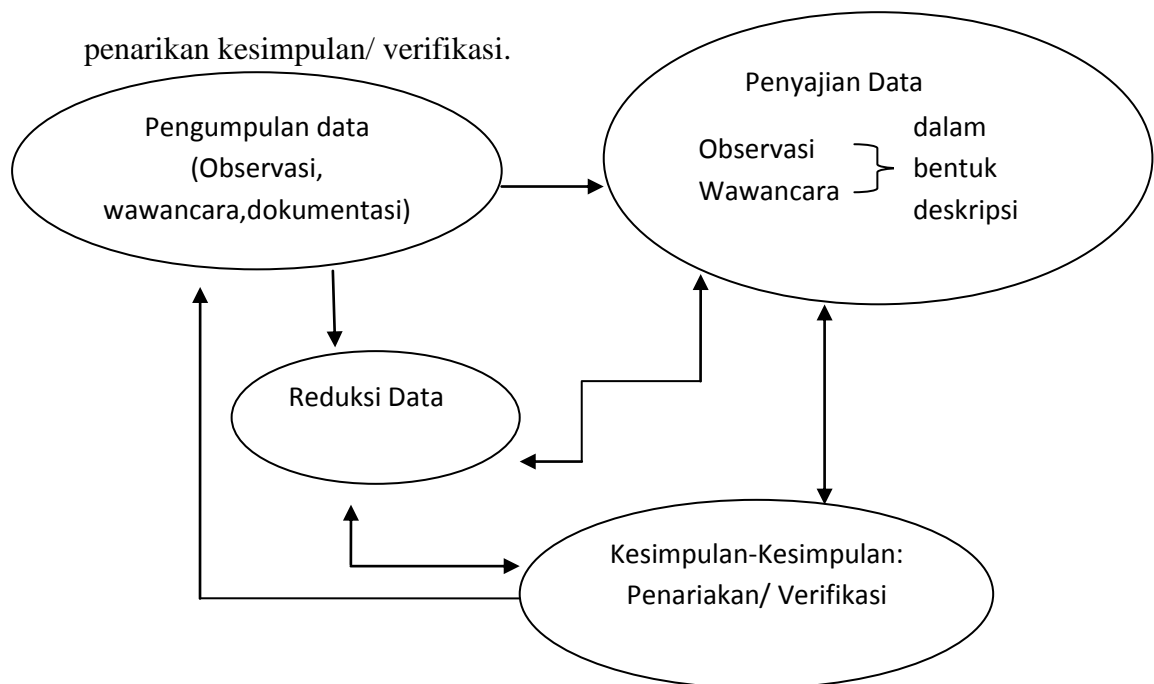 penarikan kesimpulan/ verifikasi.
Pengumpulan data
(Observasi,
wawancara,dokumentasi)
Penyajian Data
Observasi
Wawancara
dalam
bentuk
deskripsi
Reduksi Data
Kesimpulan-Kesimpulan:
Penariakan/ Verifikasi